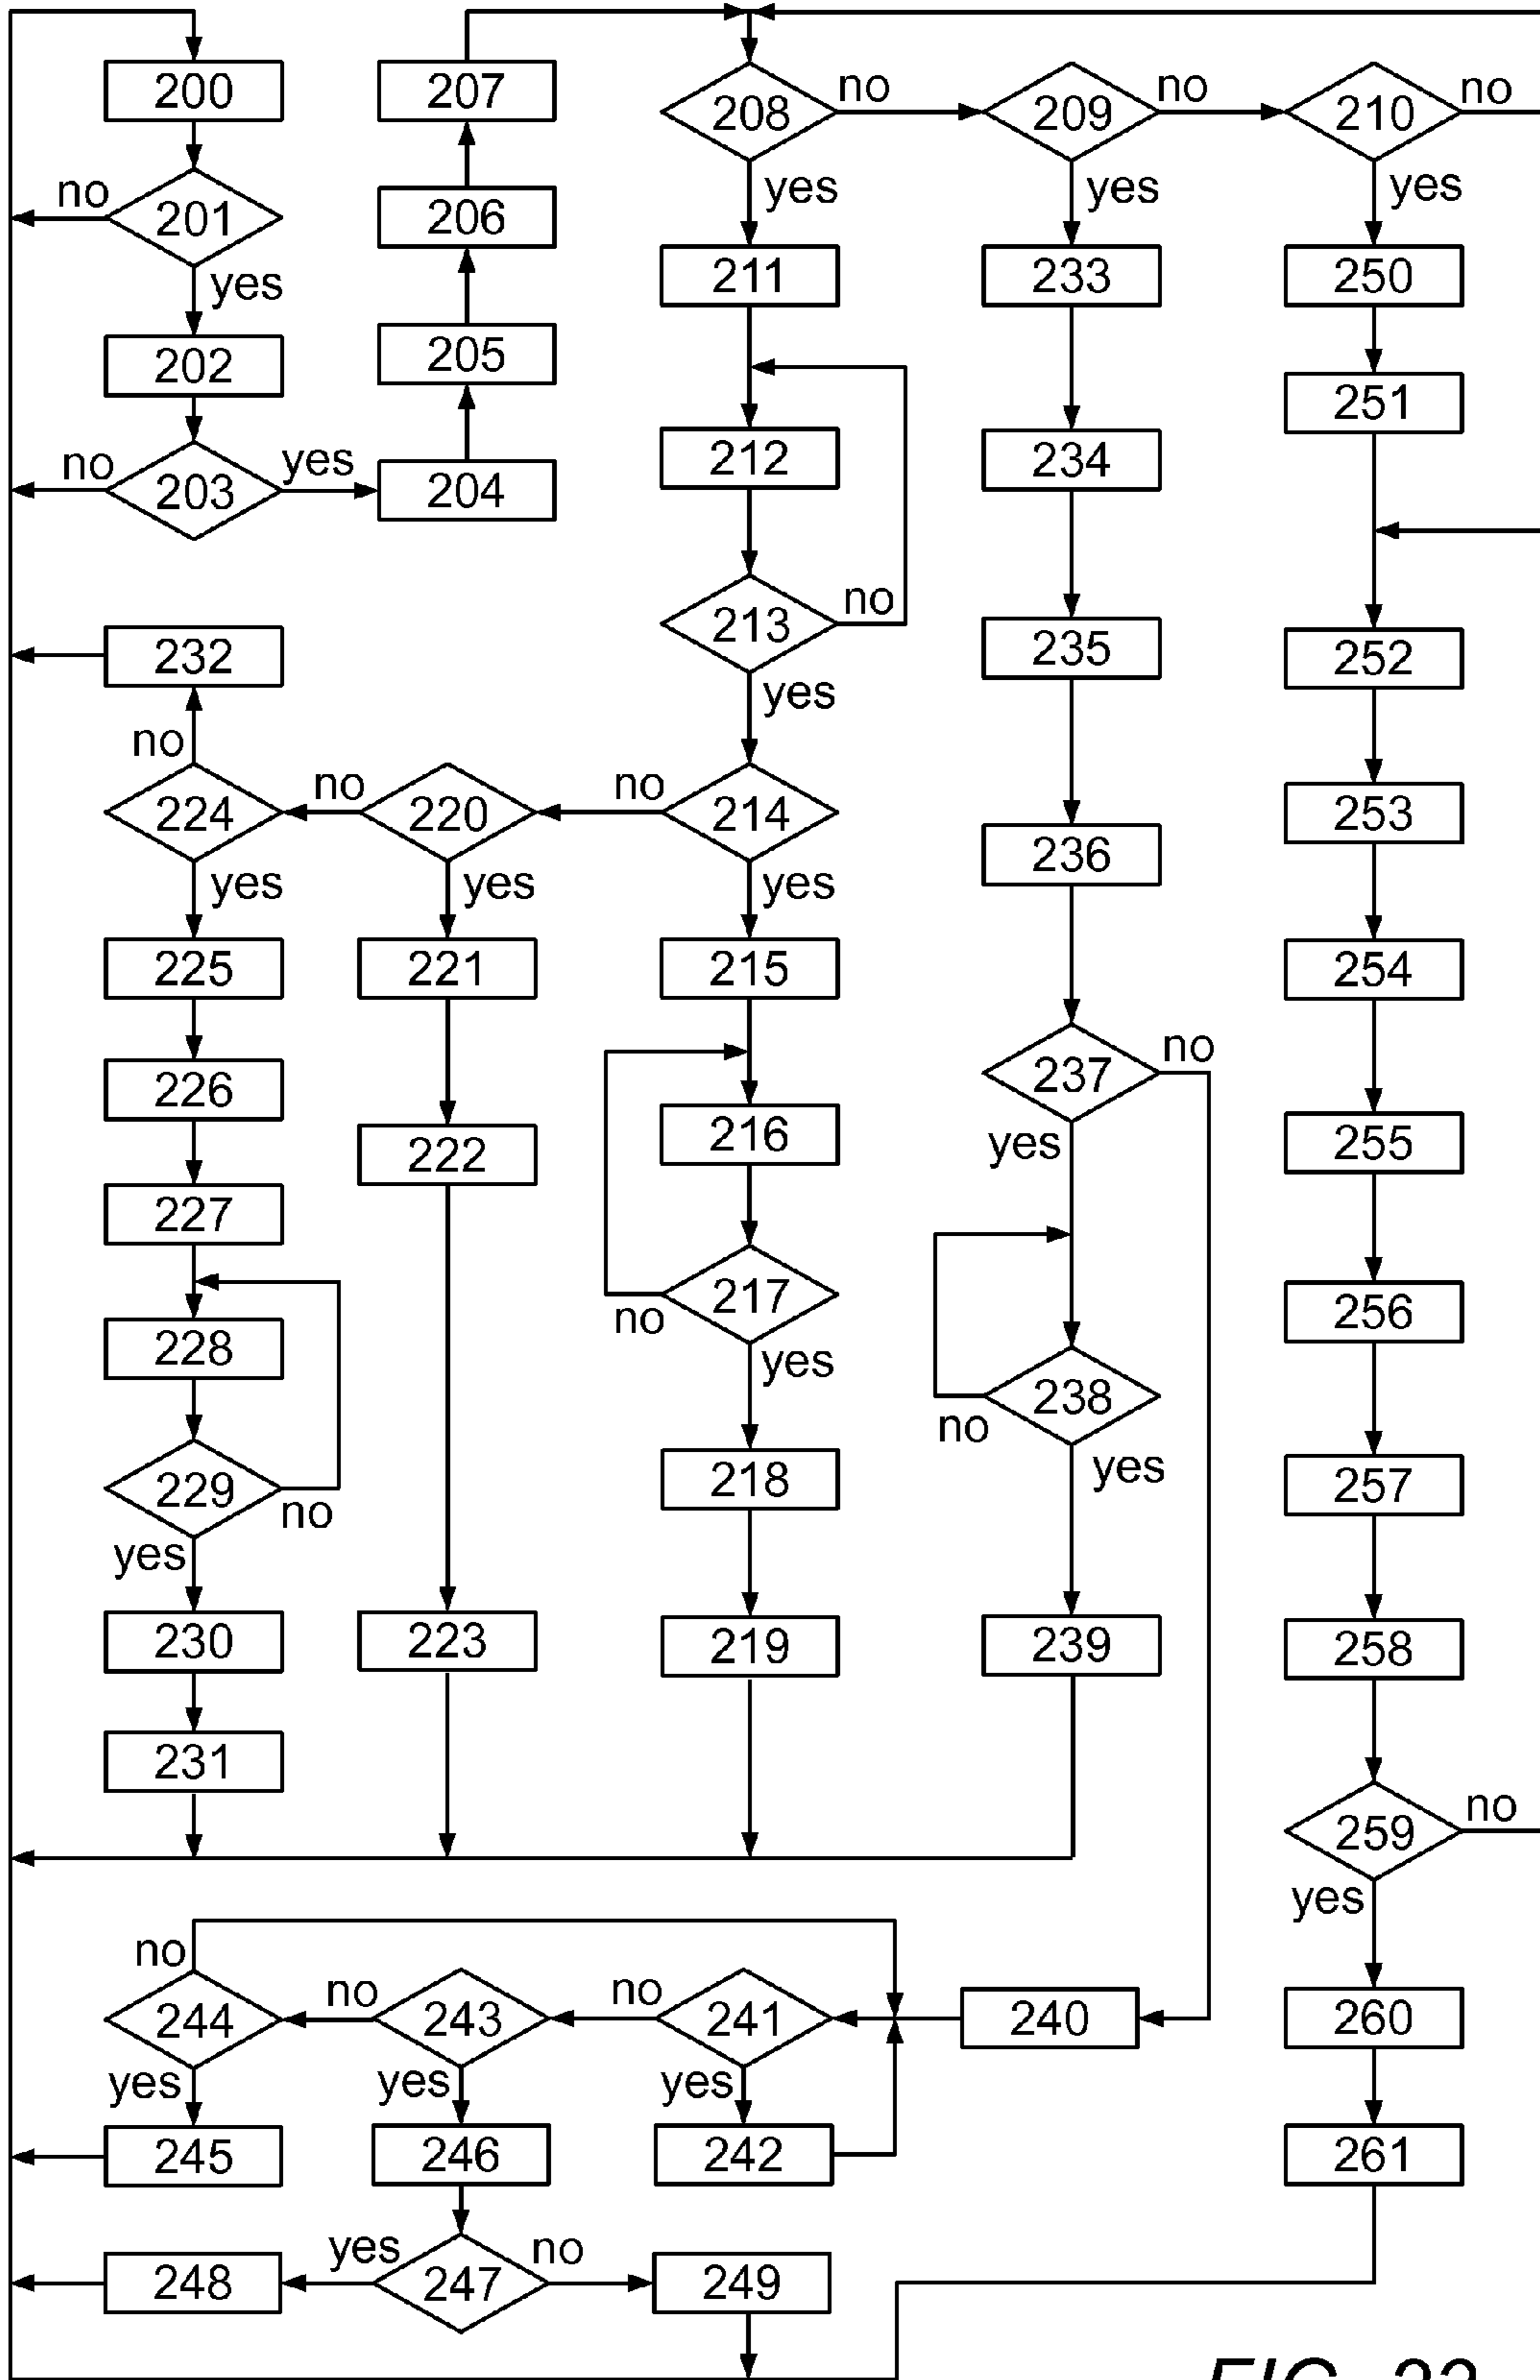 200 207
208 no 209 no 210 no
no 201 206 yes yes yes
yes 211 233 250
202 205 251
no 203 yes 204 212 234
213 no
232 235 252
yes
no
224 no 220 no 214 253
yes yes yes 236
225 221 215 254
237 no
226 216 255
222 yes
227
217 256
no
228 yes 238
no
229 no 218 yes 257
yes
230 223 219 239 258
231
259 no
yes
no
244 no 243 no 241 240 260
yes yes yes
245 246 242 261
yes no
248 247 249